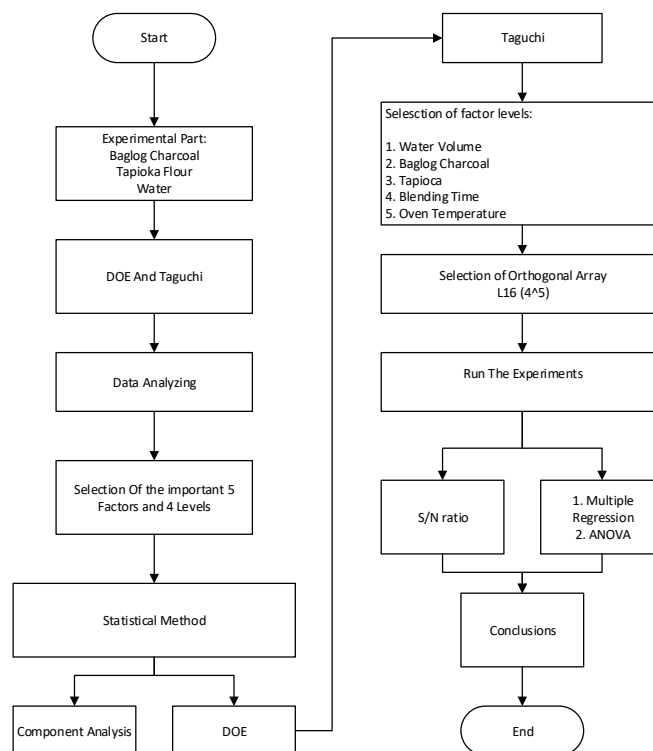 Start
Experimental Part:
Baglog Charcoal
Tapioka Flour
Water
DOE And Taguchi
Data Analyzing
Selection Of the important 5
Factors and 4 Levels
Statistical Method
Component Analysis
DOE
Taguchi
Selesction of factor levels:
1. Water Volume
2. Baglog Charcoal
3. Tapioca
4. Blending Time
5. Oven Temperature
Selection of Orthogonal Array
L16 (4^5)
Run The Experiments
S/N ratio
1. Multiple
Regression
2. ANOVA
Conclusions
End